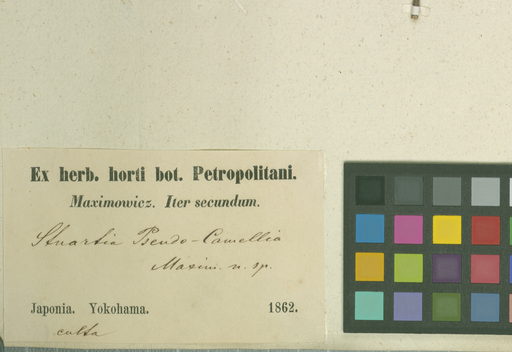 Ex herb. horti bot. Petropolitani.
Maximowicz. Iter secundum.
Stuartia Pseudo-Camellia
Maxim. n. sp.
Japonia. Yokohama. 1862.
culta